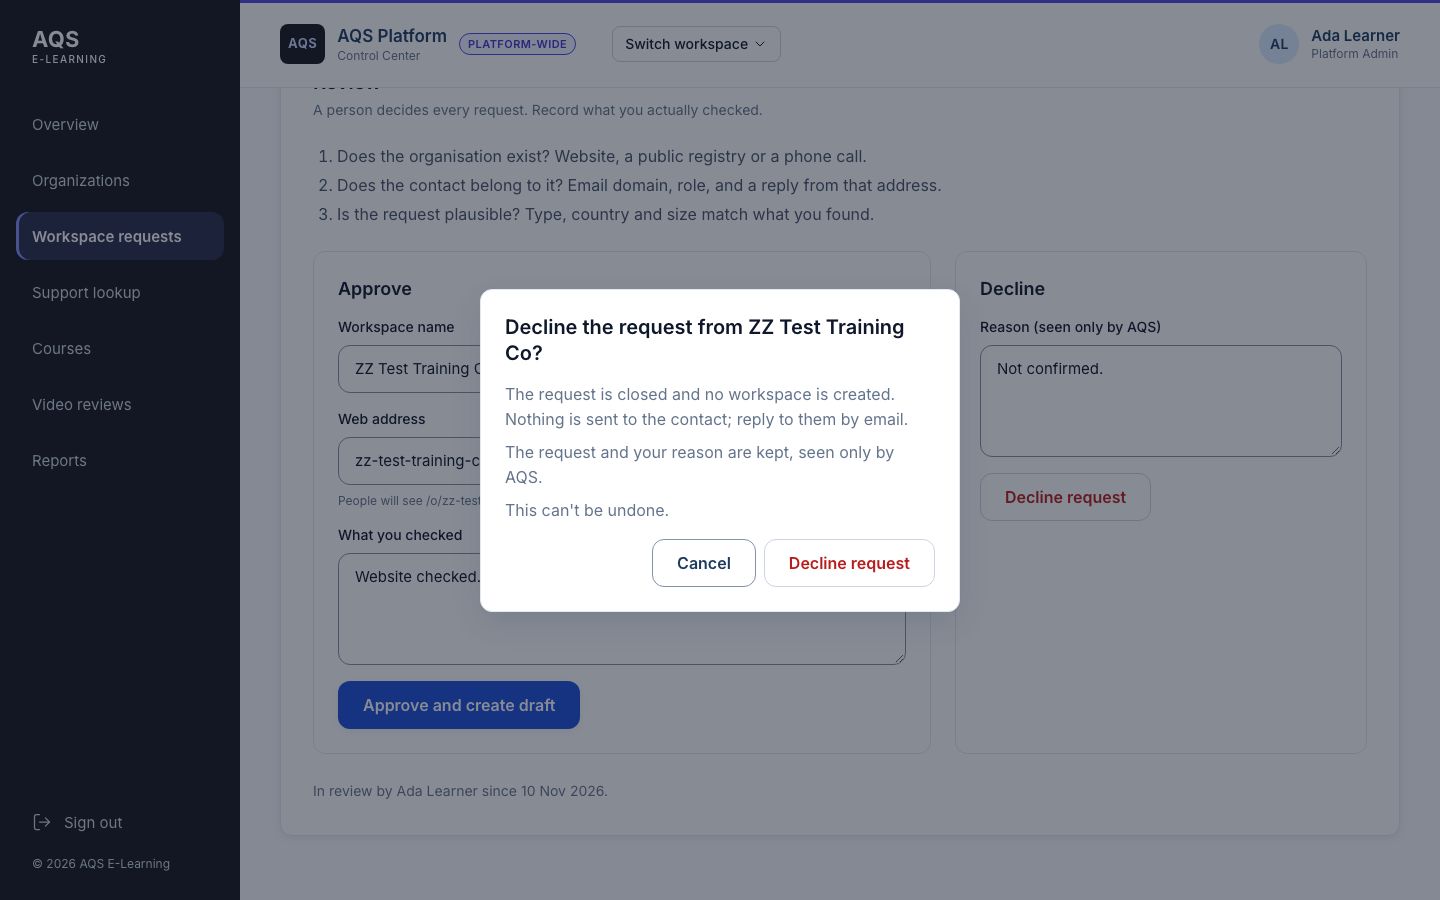 AQS
E-LEARNING
Overview
Organizations
Workspace requests
Support lookup
Courses
Video reviews
Reports
Sign out
© 2026 AQS E-Learning
AQS
AQS Platform
Control Center
PLATFORM-WIDE
Switch workspace
AL
Ada Learner
Platform Admin
A person decides every request. Record what you actually checked.
1. Does the organisation exist? Website, a public registry or a phone call.
2. Does the contact belong to it? Email domain, role, and a reply from that address.
3. Is the request plausible? Type, country and size match what you found.
Approve
Workspace name
ZZ Test Training
Web address
zz-test-training-c
People will see /o/zz-test
What you checked
Website checked.
Approve and create draft
Decline
Reason (seen only by AQS)
Not confirmed.
Decline request
Decline the request from ZZ Test Training
Co?
The request is closed and no workspace is created.
Nothing is sent to the contact; reply to them by email.
The request and your reason are kept, seen only by
AQS.
This can't be undone.
Cancel
Decline request
In review by Ada Learner since 10 Nov 2026.